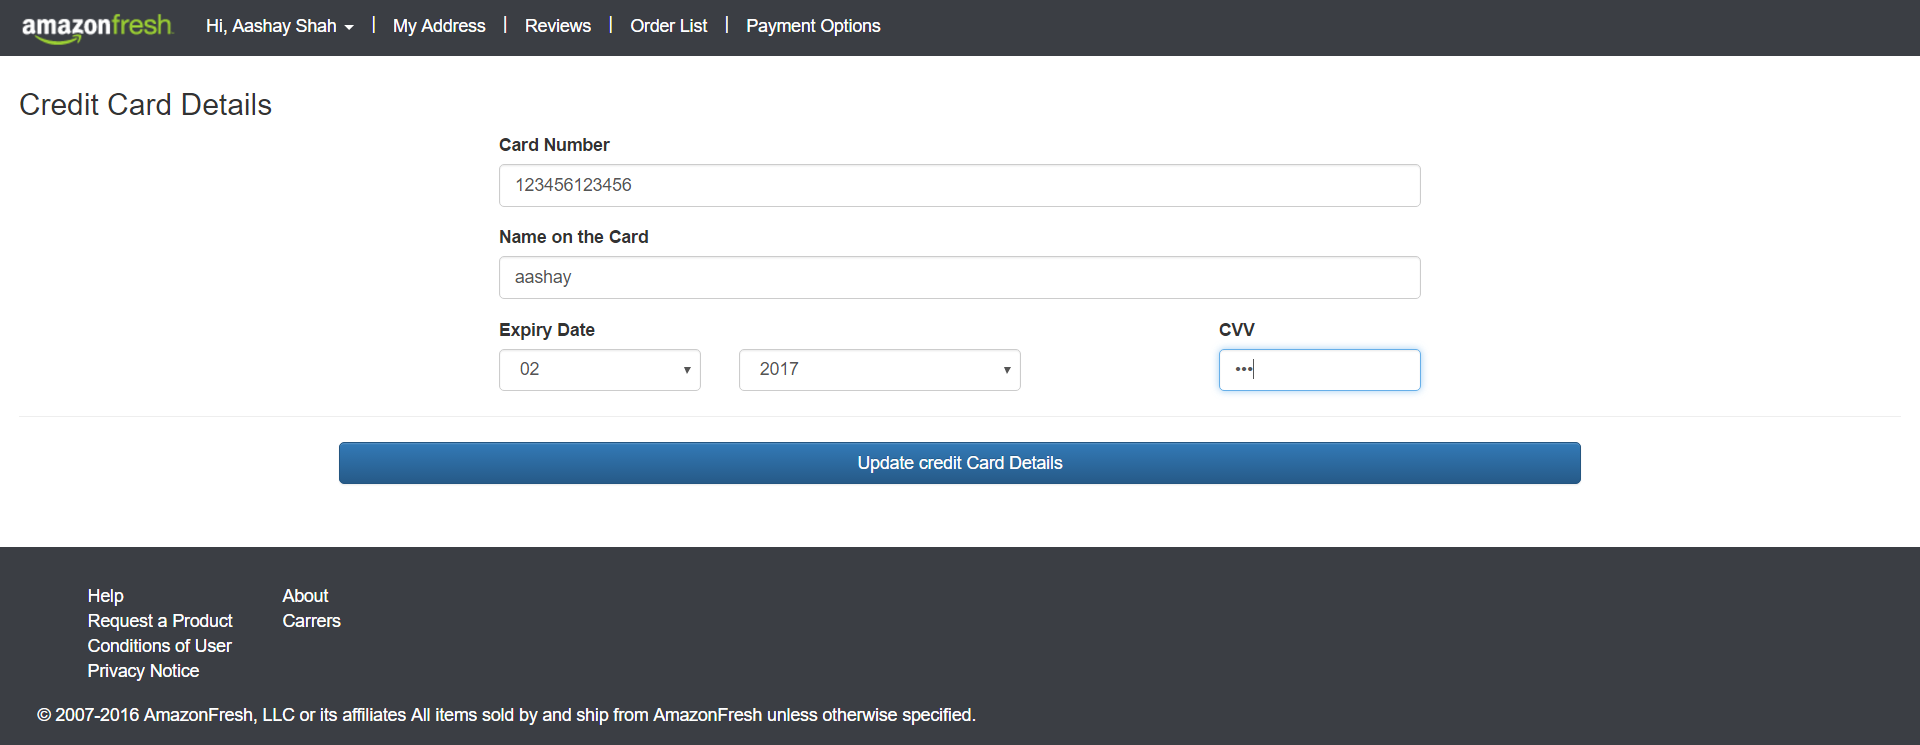 amazonfresh Hi, Aashay Shah | My Address | Reviews | Order List | Payment Options
Credit Card Details
Card Number
123456123456
Name on the Card
aashay
Expiry Date CVV
02 2017 •••
Update credit Card Details
Help About
Request a Product Carrers
Conditions of User
Privacy Notice
© 2007-2016 AmazonFresh, LLC or its affiliates All items sold by and ship from AmazonFresh unless otherwise specified.